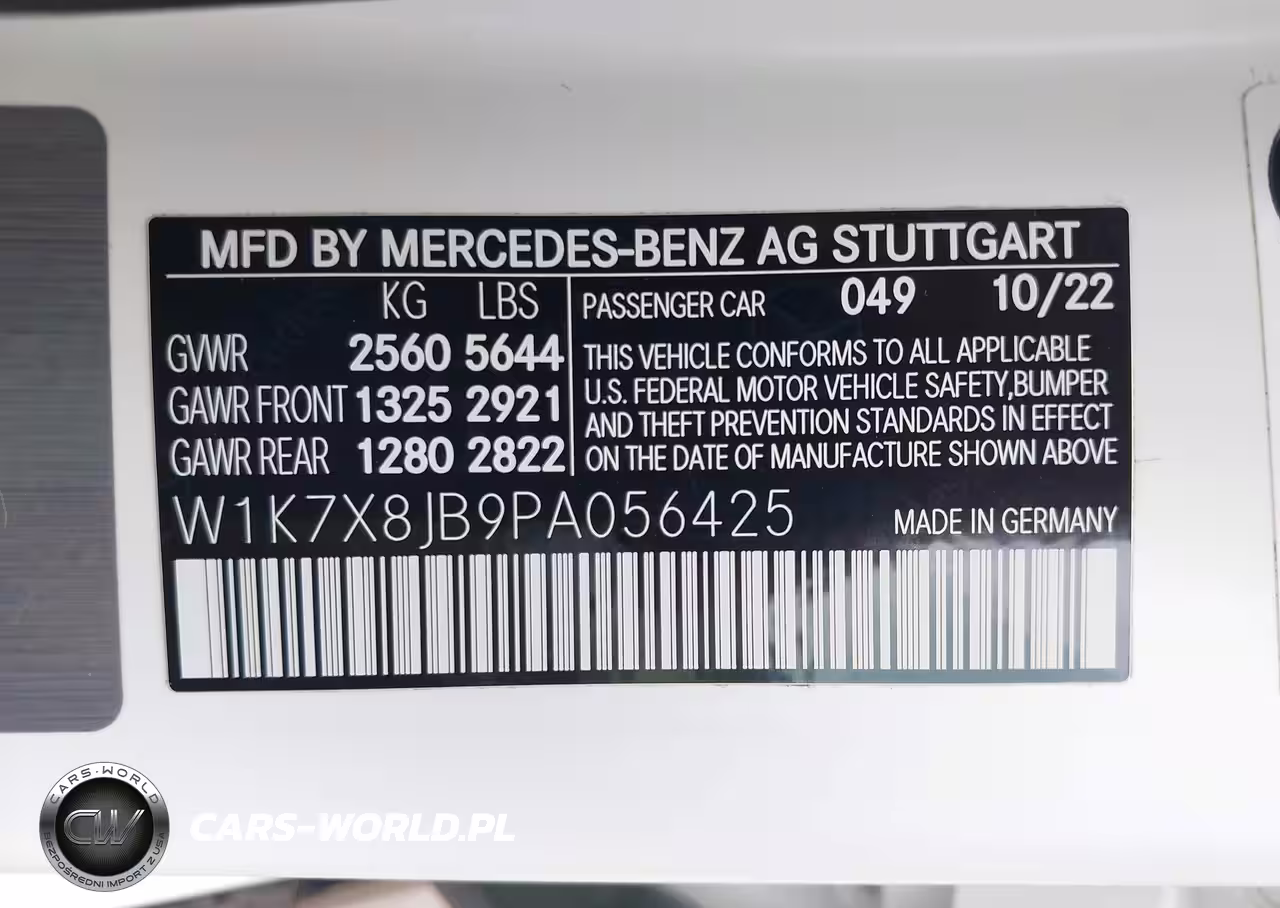 MFD BY MERCEDES-BENZ AG STUTTGART
KG LBS
GVWR 2560 5644
GAWR FRONT 1325 2921
GAWR REAR 1280 2822
PASSENGER CAR 049 10/22
THIS VEHICLE CONFORMS TO ALL APPLICABLE
U.S. FEDERAL MOTOR VEHICLE SAFETY,BUMPER
AND THEFT PREVENTION STANDARDS IN EFFECT
ON THE DATE OF MANUFACTURE SHOWN ABOVE
W1K7X8JB9PA056425
MADE IN GERMANY
CARS-WORLD
CW
BEZPOŚREDNI IMPORT Z USA
CARS-WORLD.PL